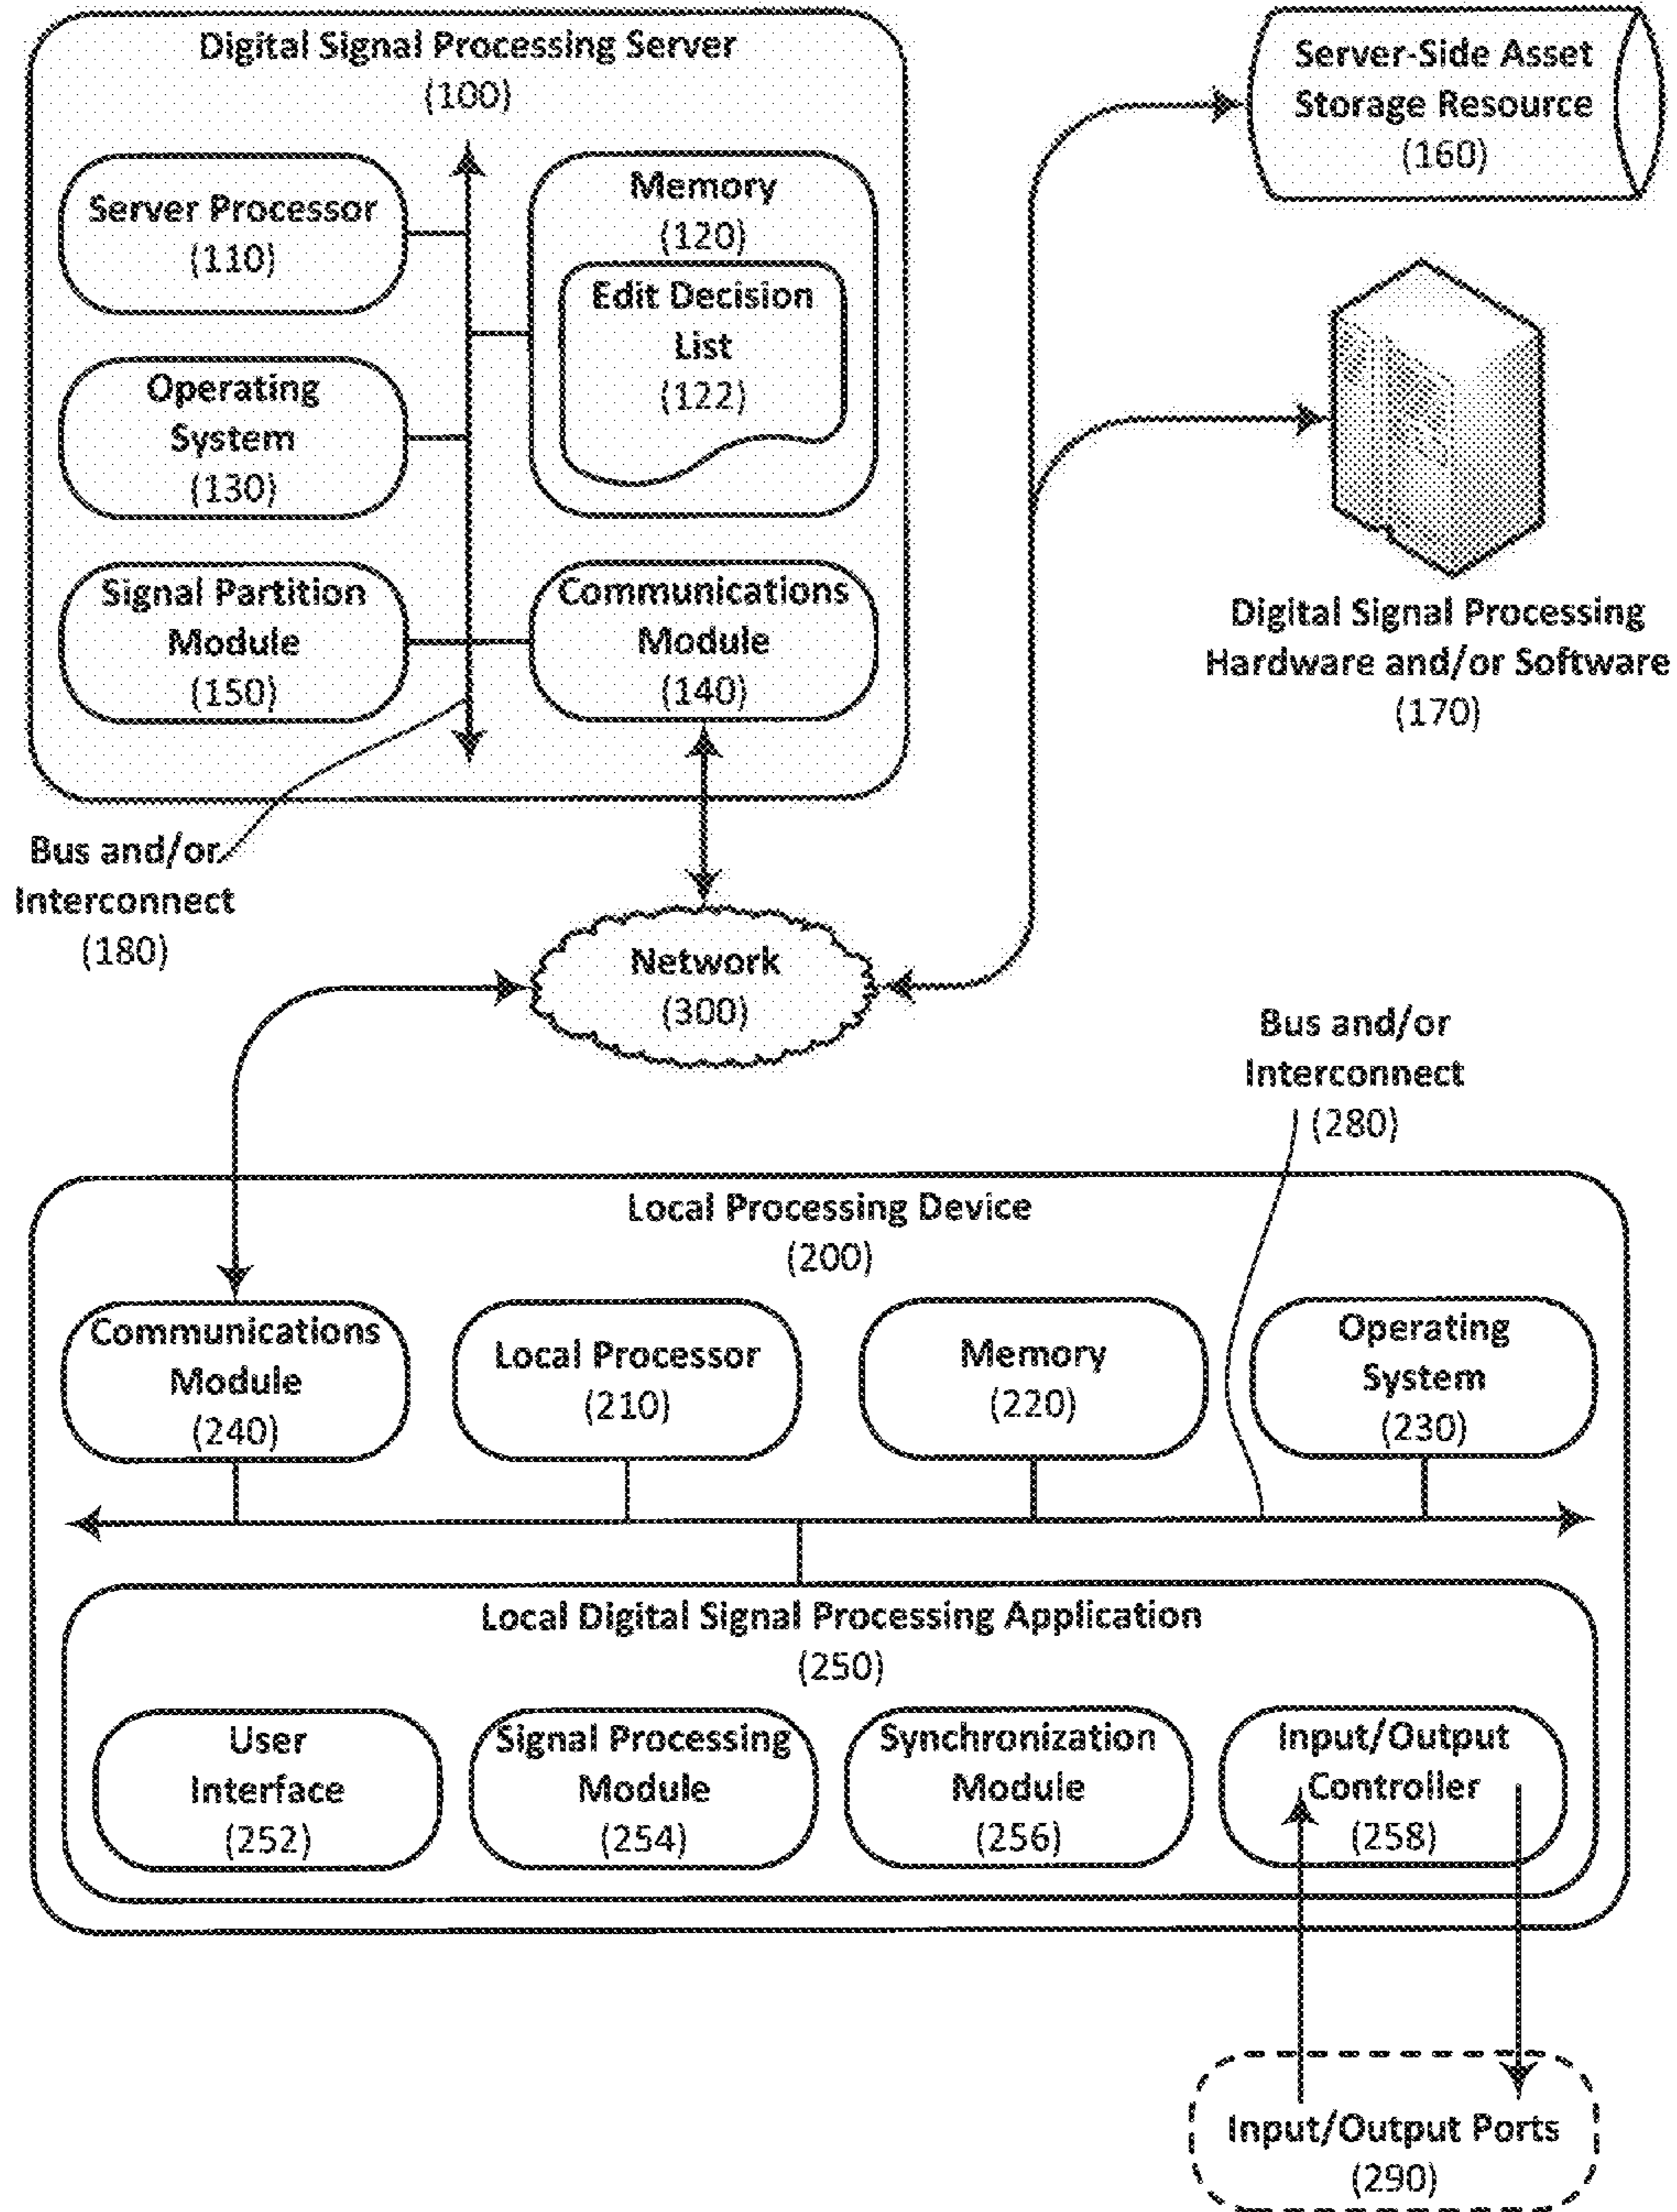 Digital Signal Processing Server
(100)
Server Processor
(110)
Memory
(120)
Edit Decision
List
(122)
Operating
System
(130)
Signal Partition
Module
(150)
Communications
Module
(140)
Bus and/or
Interconnect
(180)
Server-Side Asset
Storage Resource
(160)
Digital Signal Processing
Hardware and/or Software
(170)
Network
(300)
Bus and/or
Interconnect
(280)
Local Processing Device
(200)
Communications
Module
(240)
Local Processor
(210)
Memory
(220)
Operating
System
(230)
Local Digital Signal Processing Application
(250)
User
Interface
(252)
Signal Processing
Module
(254)
Synchronization
Module
(256)
Input/Output
Controller
(258)
Input/Output Ports
(290)